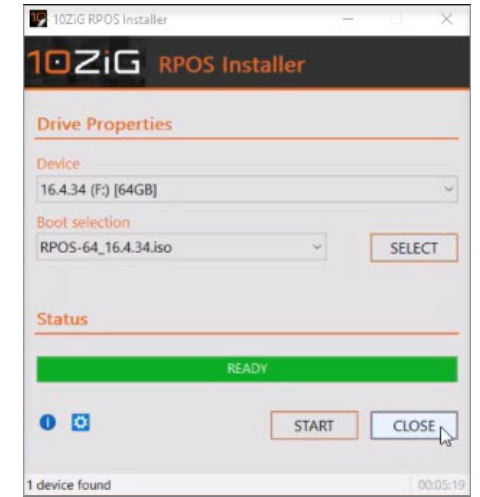 10ZiG RPOS Installer
10ZiG RPOS Installer
Drive Properties
Device
16.4.34 (F:) [64GB]
Boot selection
RPOS-64_16.4.34.iso
SELECT
Status
READY
START
CLOSE
1 device found
00:05:19